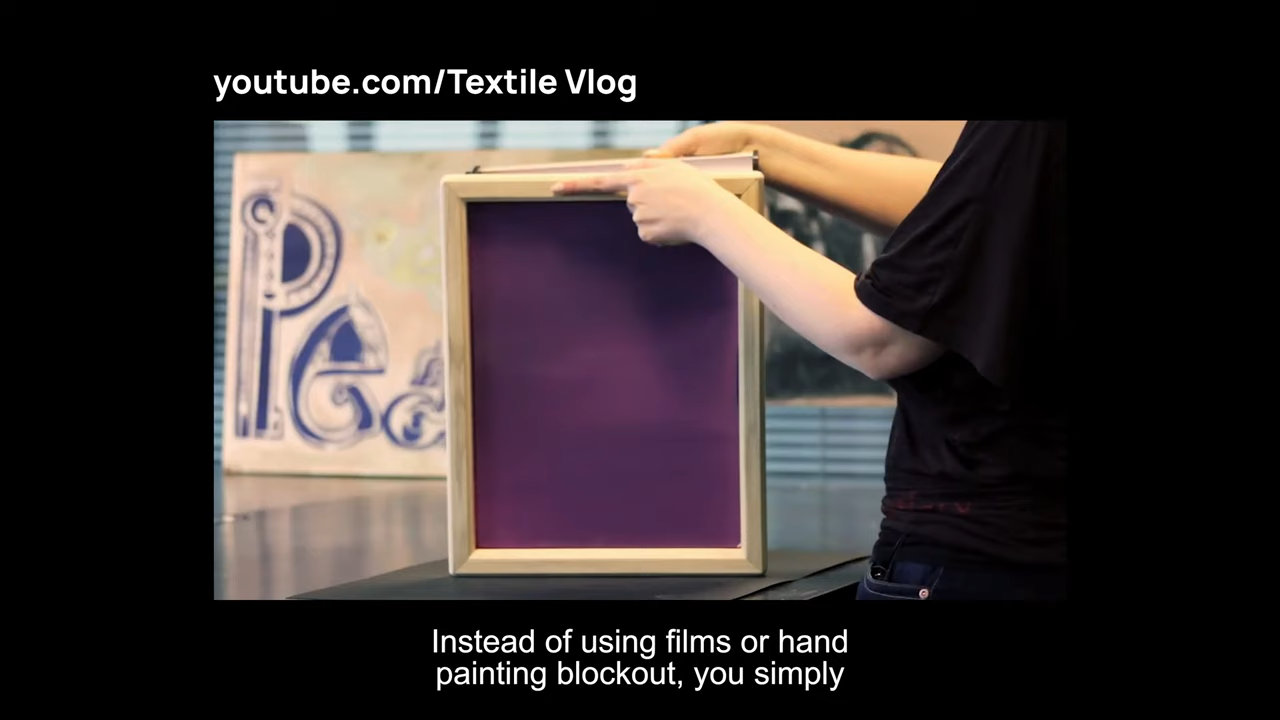 youtube.com/Textile Vlog
Instead of using films or hand
painting blockout, you simply